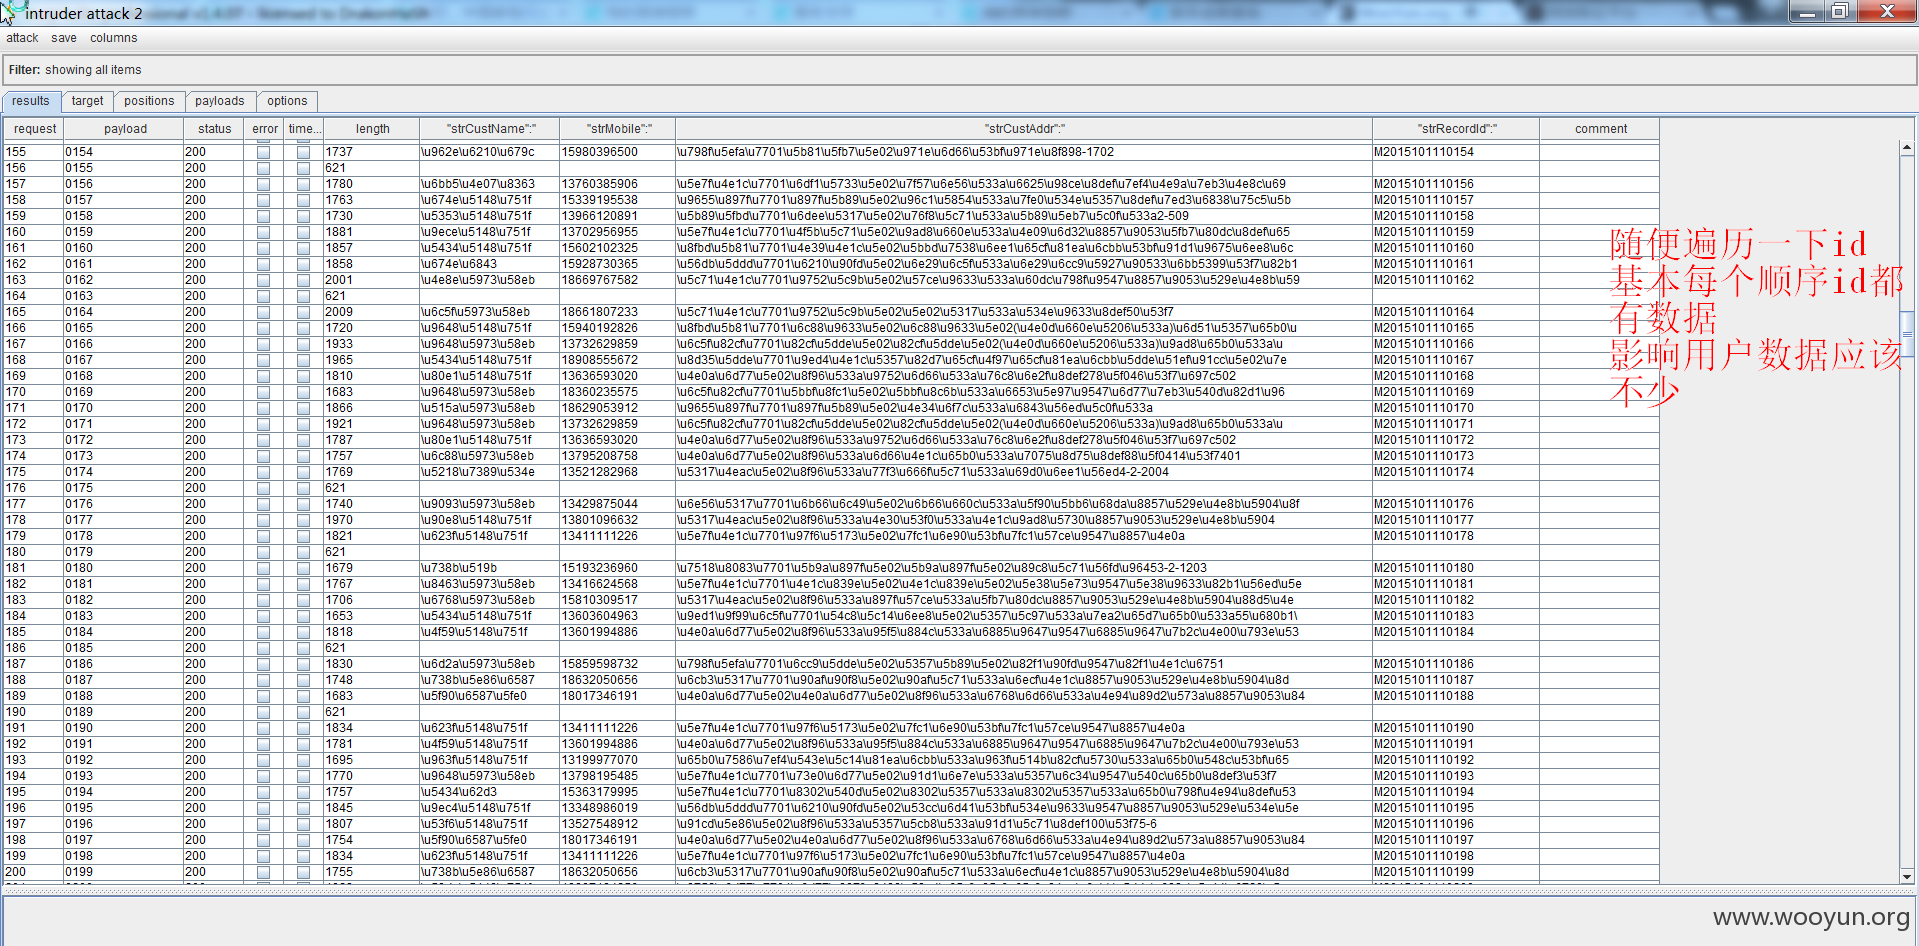 intruder attack 2
attack save columns
Filter: showing all items
results target positions payloads options
request payload status error time... length "strCustName":" "strMobile":" "strCustAddr":" "strRecordId":" comment
155 0154 200 1737 \u962e\u6210\u679c 15980396500 \u798f\u5efa\u7701\u5b81\u5fb7\u5e02\u971e\u6d66\u53bf\u971e\u8f898-1702 M2015101110154
156 0155 200 621
157 0156 200 1780 \u6bb5\u4e07\u8363 13760385906 \u5e7f\u4e1c\u7701\u6df1\u5733\u5e02\u7f57\u6e56\u533a\u6625\u98ce\u8def\u7ef4\u4e9a\u7eb3\u4e8c\u69 M2015101110156
158 0157 200 1763 \u674e\u5148\u751f 15339195538 \u9655\u897f\u7701\u897f\u5b89\u5e02\u96c1\u5854\u533a\u7fe0\u534e\u5357\u8def\u7ed3\u6838\u75c5\u5b M2015101110157
159 0158 200 1730 \u5353\u5148\u751f 13966120891 \u5b89\u5fbd\u7701\u6dee\u5317\u5e02\u76f8\u5c71\u533a\u5b89\u5eb7\u5c0f\u533a2-509 M2015101110158
160 0159 200 1881 \u9ece\u5148\u751f 13702956955 \u5e7f\u4e1c\u7701\u4f5b\u5c71\u5e02\u9ad8\u660e\u533a\u4e09\u6d32\u8857\u9053\u5fb7\u80dc\u8def\u65 M2015101110159
161 0160 200 1857 \u5434\u5148\u751f 15602102325 \u8fbd\u5b81\u7701\u4e39\u4e1c\u5e02\u5bbd\u7538\u6ee1\u65cf\u81ea\u6cbb\u53bf\u91d1\u9675\u6ee8\u6c M2015101110160
162 0161 200 1858 \u674e\u6843 15928730365 \u56db\u5ddd\u7701\u6210\u90fd\u5e02\u6e29\u6c5f\u533a\u6e29\u6cc9\u5927\u90533\u6bb5399\u53f7\u82b1 M2015101110161
163 0162 200 2001 \u4e8e\u5973\u58eb 18669767582 \u5c71\u4e1c\u7701\u9752\u5c9b\u5e02\u57ce\u9633\u533a\u60dc\u798f\u9547\u8857\u9053\u529e\u4e8b\u59 M2015101110162
164 0163 200 621
165 0164 200 2009 \u6c5f\u5973\u58eb 18661807233 \u5c71\u4e1c\u7701\u9752\u5c9b\u5e02\u5e02\u5317\u533a\u534e\u9633\u8def50\u53f7 M2015101110164
166 0165 200 1720 \u9648\u5148\u751f 15940192826 \u8fbd\u5b81\u7701\u6c88\u9633\u5e02\u6c88\u9633\u5e02(\u4e0d\u660e\u5206\u533a)\u6d51\u5357\u65b0\u M2015101110165
167 0166 200 1933 \u9648\u5148\u751f 13732629859 \u6c5f\u82cf\u7701\u82cf\u5dde\u5e02\u82cf\u5dde\u5e02(\u4e0d\u660e\u5206\u533a)\u9ad8\u65b0\u533a\u M2015101110166
168 0167 200 1965 \u5434\u5148\u751f 18908555672 \u8d35\u5dde\u7701\u9ed4\u4e1c\u5357\u82d7\u65cf\u4f97\u65cf\u81ea\u6cbb\u5dde\u51ef\u91cc\u5e02\u7e M2015101110167
169 0168 200 1810 \u80e1\u5148\u751f 13636593020 \u4e0a\u6d77\u5e02\u8f96\u533a\u9752\u6d66\u533a\u76c8\u6e2f\u8def278\u5f046\u53f7\u697c502 M2015101110168
170 0169 200 1683 \u9648\u5148\u751f 18360235575 \u6c5f\u82cf\u7701\u5bbf\u8fc1\u5e02\u5bbf\u8c6b\u533a\u6653\u5e97\u9547\u6d77\u7eb3\u540d\u82d1\u96 M2015101110169
171 0170 200 1866 \u515a\u5973\u58eb 18629053912 \u9655\u897f\u7701\u897f\u5b89\u5e02\u4e34\u6f7c\u533a\u6843\u56ed\u5c0f\u533a M2015101110170
172 0171 200 1921 \u9648\u5973\u58eb 13732629859 \u6c5f\u82cf\u7701\u82cf\u5dde\u5e02\u82cf\u5dde\u5e02(\u4e0d\u660e\u5206\u533a)\u9ad8\u65b0\u533a\u M2015101110171
173 0172 200 1787 \u80e1\u5148\u751f 13636593020 \u4e0a\u6d77\u5e02\u8f96\u533a\u9752\u6d66\u533a\u76c8\u6e2f\u8def278\u5f046\u53f7\u697c502 M2015101110172
174 0173 200 1757 \u6c88\u5973\u58eb 13795208758 \u4e0a\u6d77\u5e02\u8f96\u533a\u6d66\u4e1c\u65b0\u533a\u7075\u8d75\u8def88\u5f0414\u53f7401 M2015101110173
175 0174 200 1769 \u5218\u7389\u534e 13521282968 \u5317\u4eac\u5e02\u8f96\u533a\u77f3\u666f\u5c71\u533a\u69d0\u6ee1\u56ed4-2-2004 M2015101110174
176 0175 200 621
177 0176 200 1740 \u9093\u5973\u58eb 13429875044 \u6e56\u5317\u7701\u6b66\u6c49\u5e02\u6b66\u660c\u533a\u5f90\u5bb6\u68da\u8857\u529e\u4e8b\u5904\u8f M2015101110176
178 0177 200 1970 \u90e8\u5148\u751f 13801096632 \u5317\u4eac\u5e02\u8f96\u533a\u4e30\u53f0\u533a\u4e1c\u9ad8\u5730\u8857\u9053\u529e\u4e8b\u5904 M2015101110177
179 0178 200 1821 \u623f\u5148\u751f 13411111226 \u5e7f\u4e1c\u7701\u97f6\u5173\u5e02\u7fc1\u6e90\u53bf\u7fc1\u57ce\u9547\u8857\u4e0a M2015101110178
180 0179 200 621
181 0180 200 1679 \u738b\u519b 15193236960 \u7518\u8083\u7701\u5b9a\u897f\u5e02\u5b9a\u897f\u5e02\u89c8\u5c71\u56fd\u96453-2-1203 M2015101110180
182 0181 200 1767 \u8463\u5973\u58eb 13416624568 \u5e7f\u4e1c\u7701\u4e1c\u839e\u5e02\u4e1c\u839e\u5e02\u5e38\u5e73\u9547\u5e38\u9633\u82b1\u56ed\u5e M2015101110181
183 0182 200 1706 \u6768\u5973\u58eb 15810309517 \u5317\u4eac\u5e02\u8f96\u533a\u897f\u57ce\u533a\u5fb7\u80dc\u8857\u9053\u529e\u4e8b\u5904\u88d5\u4e M2015101110182
184 0183 200 1653 \u5434\u5148\u751f 13603604963 \u9ed1\u9f99\u6c5f\u7701\u54c8\u5c14\u6ee8\u5e02\u5357\u5c97\u533a\u7ea2\u65d7\u65b0\u533a55\u680b1\ M2015101110183
185 0184 200 1818 \u4f59\u5148\u751f 13601994886 \u4e0a\u6d77\u5e02\u8f96\u533a\u95f5\u884c\u533a\u6885\u9647\u9547\u6885\u9647\u7b2c\u4e00\u793e\u53 M2015101110184
186 0185 200 621
187 0186 200 1830 \u6d2a\u5973\u58eb 15859598732 \u798f\u5efa\u7701\u6cc9\u5dde\u5e02\u5357\u5b89\u5e02\u82f1\u90fd\u9547\u82f1\u4e1c\u6751 M2015101110186
188 0187 200 1748 \u738b\u5e86\u6587 18632050656 \u6cb3\u5317\u7701\u90af\u90f8\u5e02\u90af\u5c71\u533a\u6ecf\u4e1c\u8857\u9053\u529e\u4e8b\u5904\u8d M2015101110187
189 0188 200 1683 \u5f90\u6587\u5fe0 18017346191 \u4e0a\u6d77\u5e02\u4e0a\u6d77\u5e02\u8f96\u533a\u6768\u6d66\u533a\u4e94\u89d2\u573a\u8857\u9053\u84 M2015101110188
190 0189 200 621
191 0190 200 1834 \u623f\u5148\u751f 13411111226 \u5e7f\u4e1c\u7701\u97f6\u5173\u5e02\u7fc1\u6e90\u53bf\u7fc1\u57ce\u9547\u8857\u4e0a M2015101110190
192 0191 200 1781 \u4f59\u5148\u751f 13601994886 \u4e0a\u6d77\u5e02\u8f96\u533a\u95f5\u884c\u533a\u6885\u9647\u9547\u6885\u9647\u7b2c\u4e00\u793e\u53 M2015101110191
193 0192 200 1695 \u963f\u5148\u751f 13199977070 \u65b0\u7586\u7ef4\u543e\u5c14\u81ea\u6cbb\u533a\u963f\u514b\u82cf\u5730\u533a\u65b0\u548c\u53bf\u65 M2015101110192
194 0193 200 1770 \u9648\u5973\u58eb 13798195485 \u5e7f\u4e1c\u7701\u73e0\u6d77\u5e02\u91d1\u6e7e\u533a\u5357\u6c34\u9547\u540c\u65b0\u8def3\u53f7 M2015101110193
195 0194 200 1757 \u5434\u62d3 15363179995 \u5e7f\u4e1c\u7701\u8302\u540d\u5e02\u8302\u5357\u533a\u8302\u5357\u533a\u65b0\u798f\u4e94\u8def\u53 M2015101110194
196 0195 200 1845 \u9ec4\u5148\u751f 13348986019 \u56db\u5ddd\u7701\u6210\u90fd\u5e02\u53cc\u6d41\u53bf\u534e\u9633\u9547\u8857\u9053\u529e\u534e\u5e M2015101110195
197 0196 200 1807 \u53f6\u5148\u751f 13527548912 \u91cd\u5e86\u5e02\u8f96\u533a\u5357\u5cb8\u533a\u91d1\u5c71\u8def100\u53f75-6 M2015101110196
198 0197 200 1754 \u5f90\u6587\u5fe0 18017346191 \u4e0a\u6d77\u5e02\u4e0a\u6d77\u5e02\u8f96\u533a\u6768\u6d66\u533a\u4e94\u89d2\u573a\u8857\u9053\u84 M2015101110197
199 0198 200 1834 \u623f\u5148\u751f 13411111226 \u5e7f\u4e1c\u7701\u97f6\u5173\u5e02\u7fc1\u6e90\u53bf\u7fc1\u57ce\u9547\u8857\u4e0a M2015101110198
200 0199 200 1755 \u738b\u5e86\u6587 18632050656 \u6cb3\u5317\u7701\u90af\u90f8\u5e02\u90af\u5c71\u533a\u6ecf\u4e1c\u8857\u9053\u529e\u4e8b\u5904\u8d M2015101110199
随便遍历一下id
基本每个顺序id都
有数据
影响用户数据应该
不少
www.wooyun.org